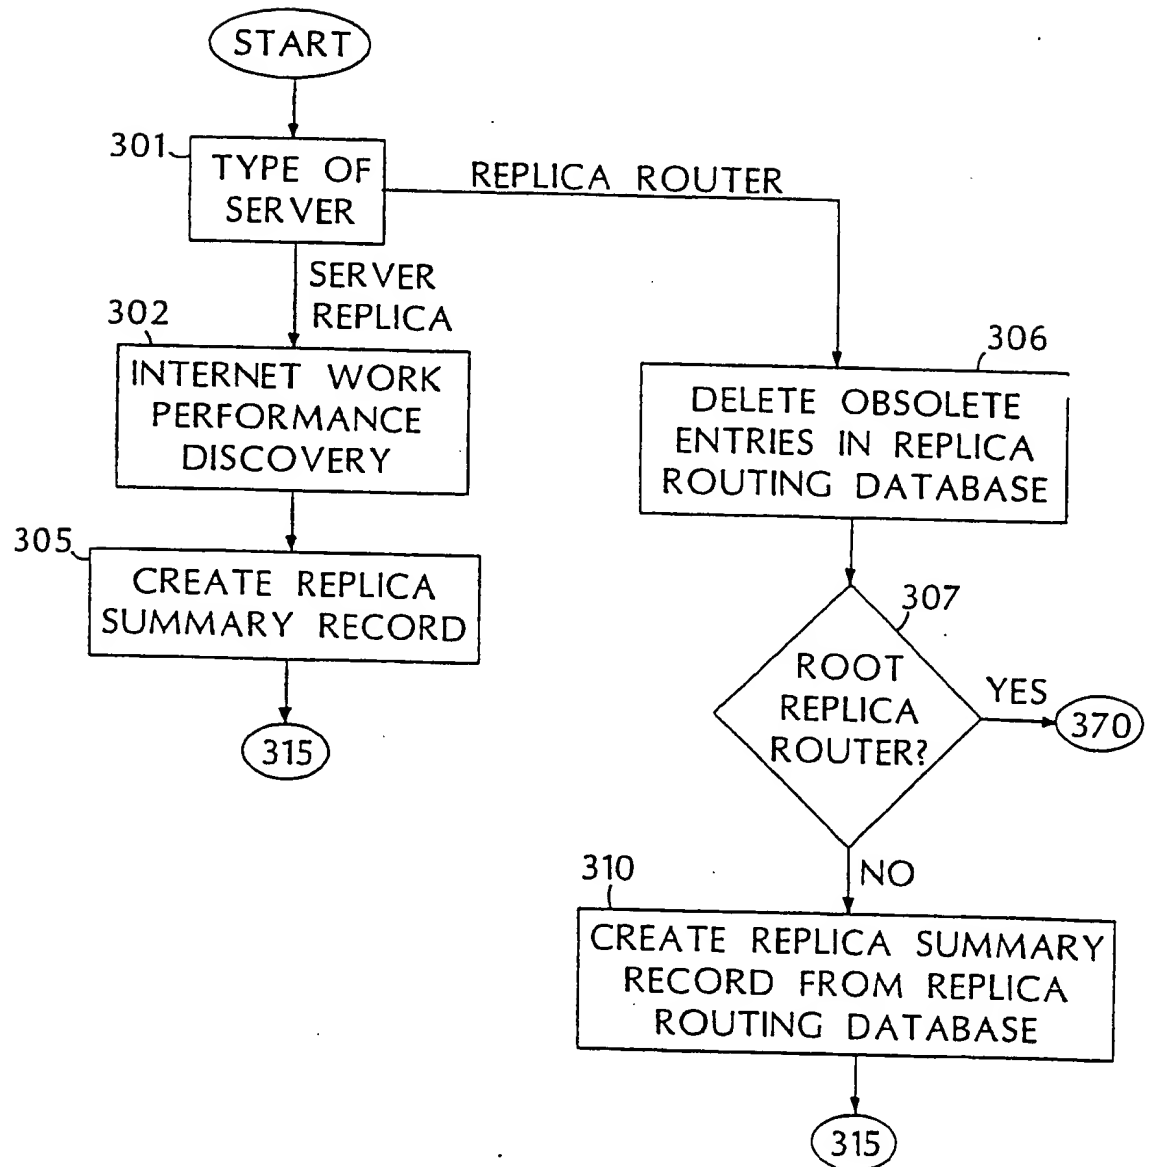 START
301
TYPE OF
SERVER
REPLICA ROUTER
SERVER
REPLICA
302
INTERNET WORK
PERFORMANCE
DISCOVERY
305
CREATE REPLICA
SUMMARY RECORD
315
306
DELETE OBSOLETE
ENTRIES IN REPLICA
ROUTING DATABASE
307
ROOT
REPLICA
ROUTER?
YES
370
NO
310
CREATE REPLICA SUMMARY
RECORD FROM REPLICA
ROUTING DATABASE
315